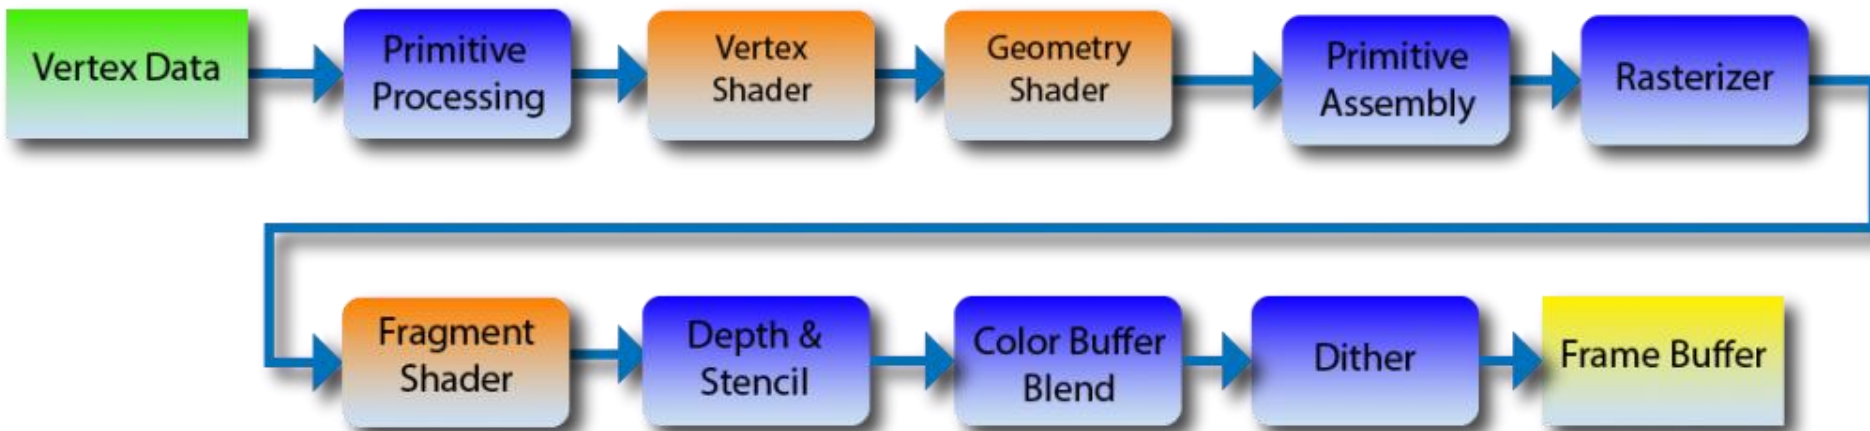 Vertex Data
Primitive
Processing
Vertex
Shader
Geometry
Shader
Primitive
Assembly
Rasterizer
Fragment
Shader
Depth &
Stencil
Color Buffer
Blend
Dither
Frame Buffer